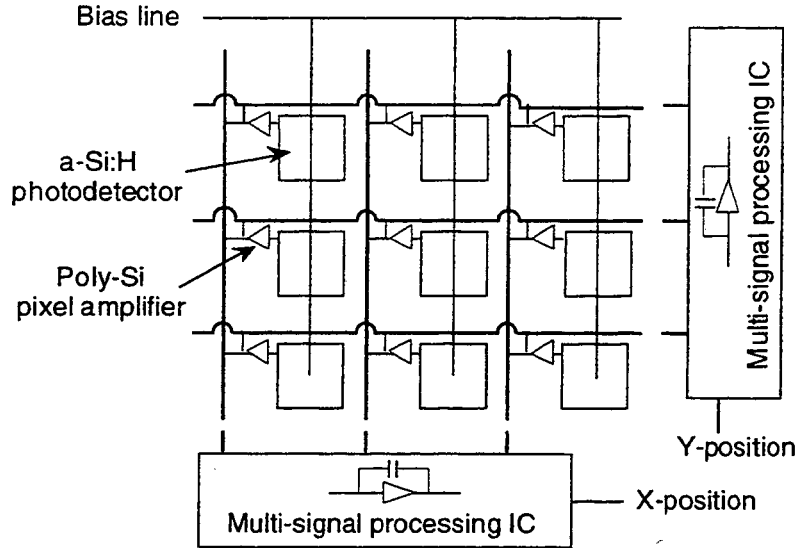 Bias line
a-Si:H
photodetector
Poly-Si
pixel amplifier
Multi-signal processing IC
Y-position
X-position
Multi-signal processing IC